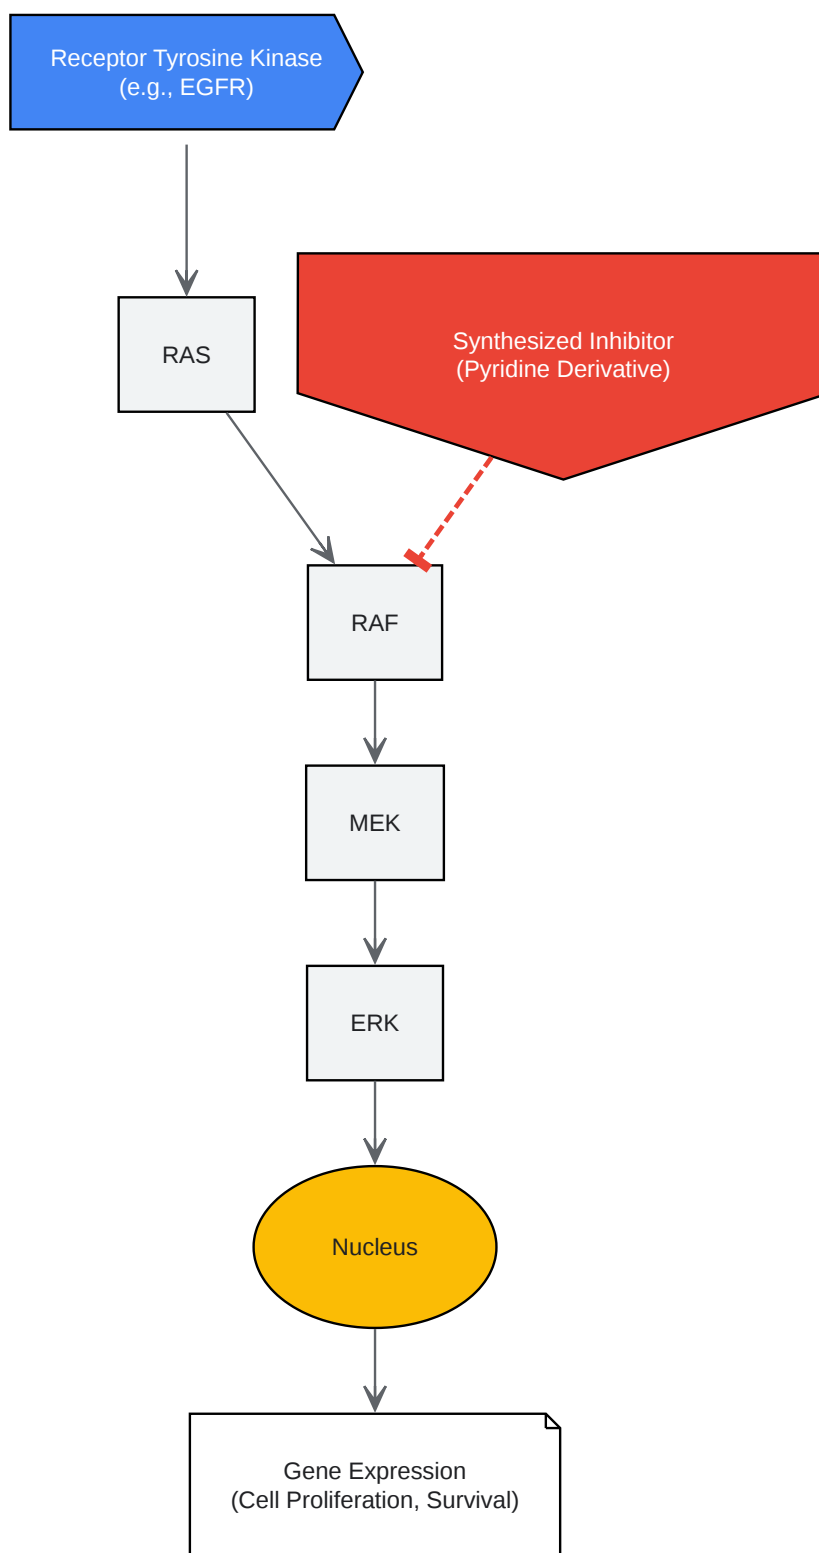 Receptor Tyrosine Kinase
(e.g., EGFR)
RAS
Synthesized Inhibitor
(Pyridine Derivative)
RAF
MEK
ERK
Nucleus
Gene Expression
(Cell Proliferation, Survival)